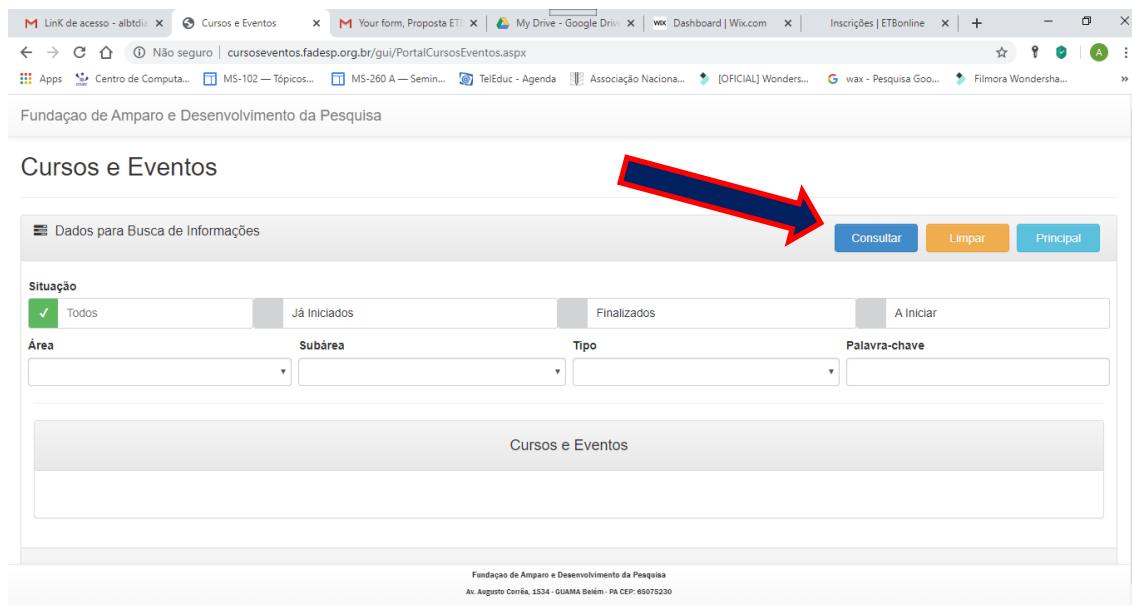 LinK de acesso - albtdia
Cursos e Eventos
Your form, Proposta ETB
My Drive - Google Drive
WIX Dashboard | Wix.com
Inscrições | ETBonline
Não seguro | cursoseventos.fadesp.org.br/gui/PortalCursosEventos.aspx
A
Apps
Centro de Computa...
MS-102 — Tópicos...
MS-260 A — Semin...
TelEduc - Agenda
Associação Naciona...
[OFICIAL] Wonders...
wax - Pesquisa Goo...
Filmora Wondersha...
»
Fundaçao de Amparo e Desenvolvimento da Pesquisa
Cursos e Eventos
Dados para Busca de Informações
Consultar
Limpar
Principal
Situação
Todos
Já Iniciados
Finalizados
A Iniciar
Área
Subárea
Tipo
Palavra-chave
Cursos e Eventos
Fundaçao de Amparo e Desenvolvimento da Pesquisa
Av. Augusto Corrêa, 1534 - GUAMA Belém - PA CEP: 65075230